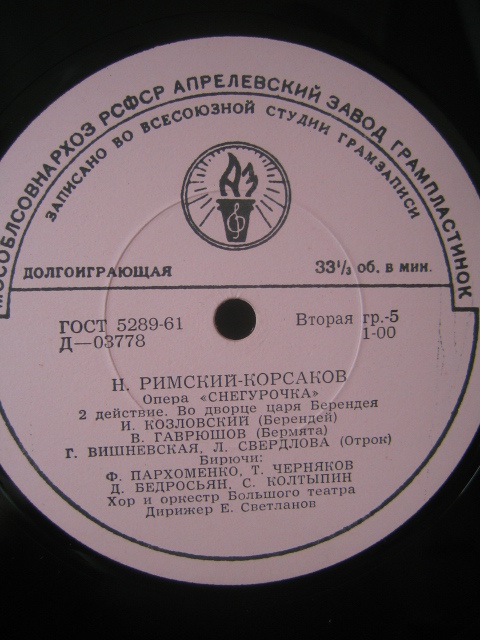 МОСОБЛСОВНАРХОЗ РСФСР АПРЕЛЕВСКИЙ ЗАВОД ГРАМПЛАСТИНОК
ЗАПИСАНО ВО ВСЕСОЮЗНОЙ СТУДИИ ГРАМЗАПИСИ
АЗ
ДОЛГОИГРАЮЩАЯ 33⅓ об. в мин.
ГОСТ 5289-61 Вторая гр.-5
Д—03778 1-00
Н. РИМСКИЙ-КОРСАКОВ
Опера «СНЕГУРОЧКА»
2 действие. Во дворце царя Берендея
И. КОЗЛОВСКИЙ (Берендей)
В. ГАВРЮШОВ (Бермята)
Г. ВИШНЕВСКАЯ, Л. СВЕРДЛОВА (Отрок)
Бирючи:
Ф. ПАРХОМЕНКО, Т. ЧЕРНЯКОВ
Д. БЕДРОСЬЯН, С. КОЛТЫПИН
Хор и оркестр Большого театра
Дирижер Е. Светланов